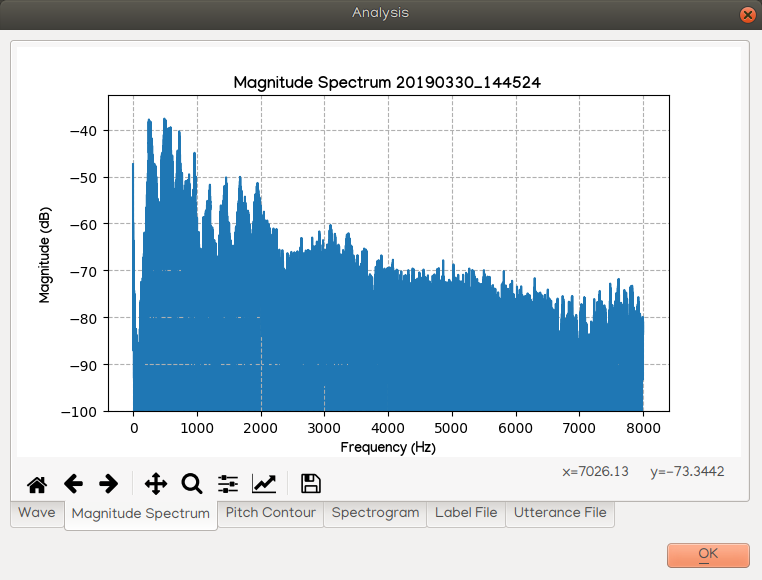 Analysis
Magnitude Spectrum 20190330_144524
Magnitude (dB)
−40
−50
−60
−70
−80
−90
−100
0 1000 2000 3000 4000 5000 6000 7000 8000
Frequency (Hz)
x=7026.13 y=−73.3442
Wave Magnitude Spectrum Pitch Contour Spectrogram Label File Utterance File
OK